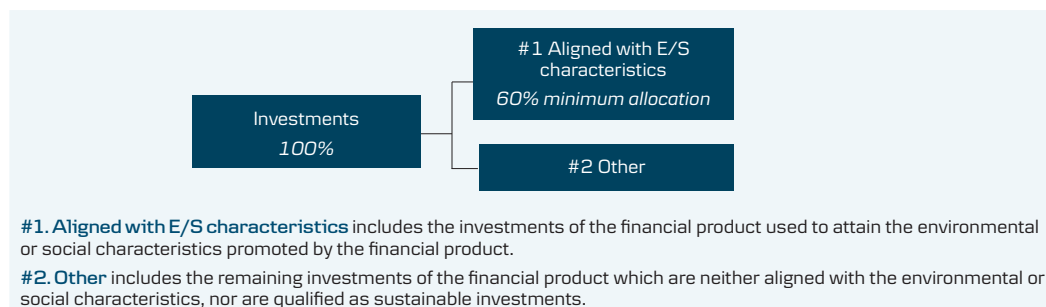 #1 Aligned with E/S
characteristics
60% minimum allocation
Investments
100%
#2 Other
#1. Aligned with E/S characteristics includes the investments of the financial product used to attain the environmental
or social characteristics promoted by the financial product.
#2. Other includes the remaining investments of the financial product which are neither aligned with the environmental or
social characteristics, nor are qualified as sustainable investments.